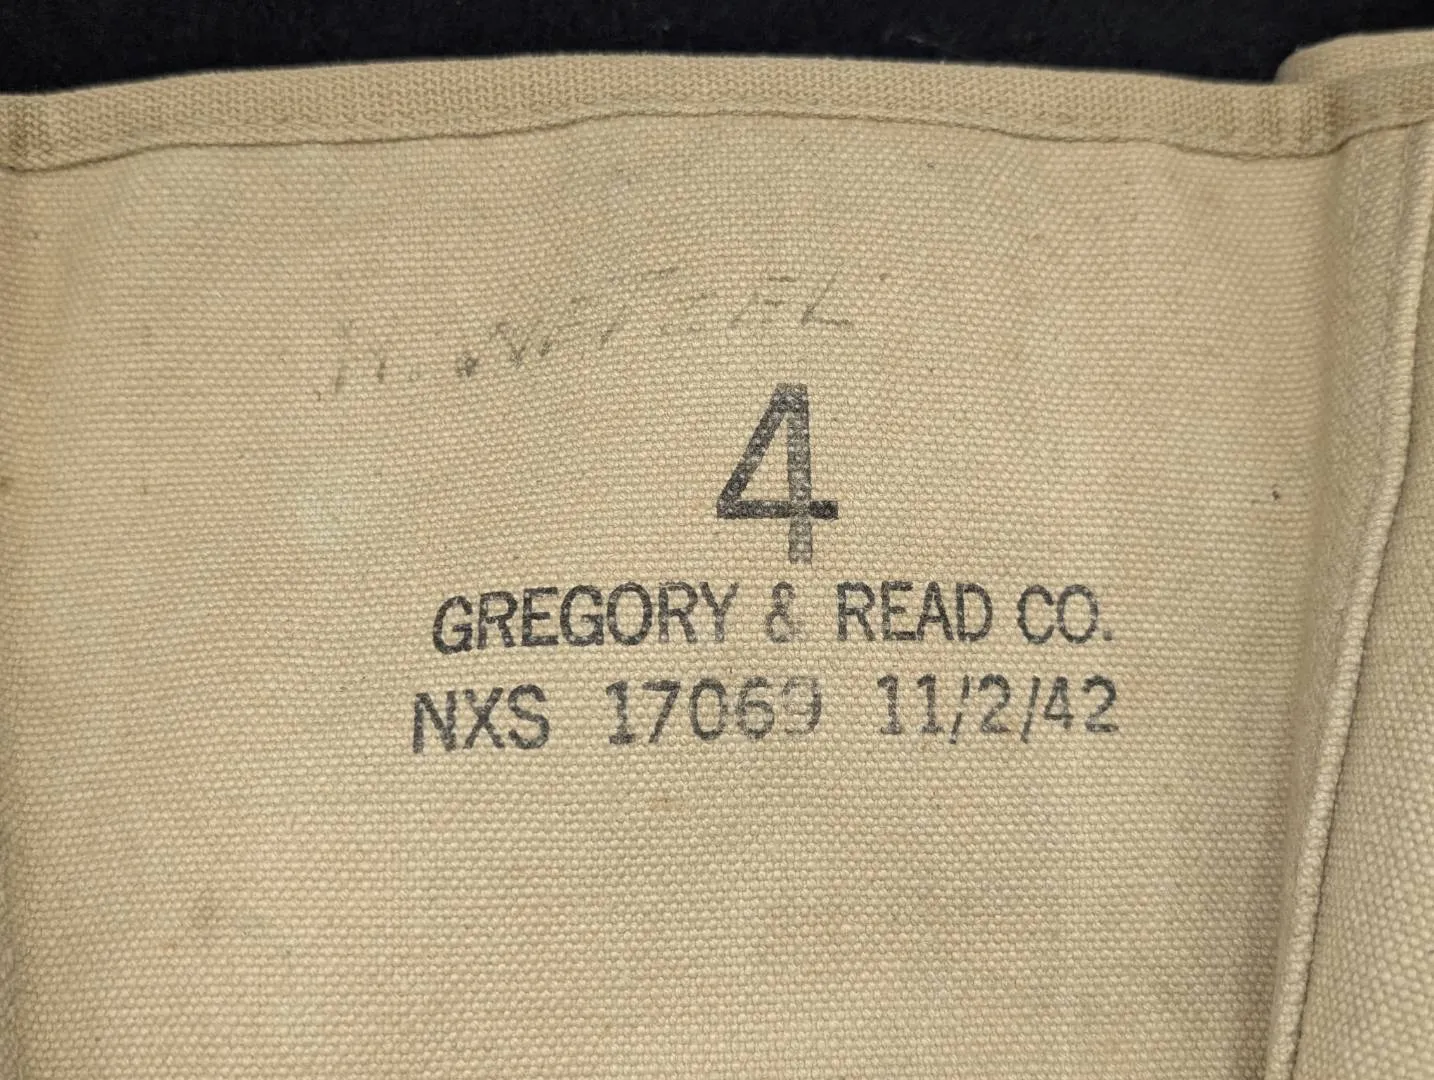 4
GREGORY & READ CO.
NXS 17069 11/2/42